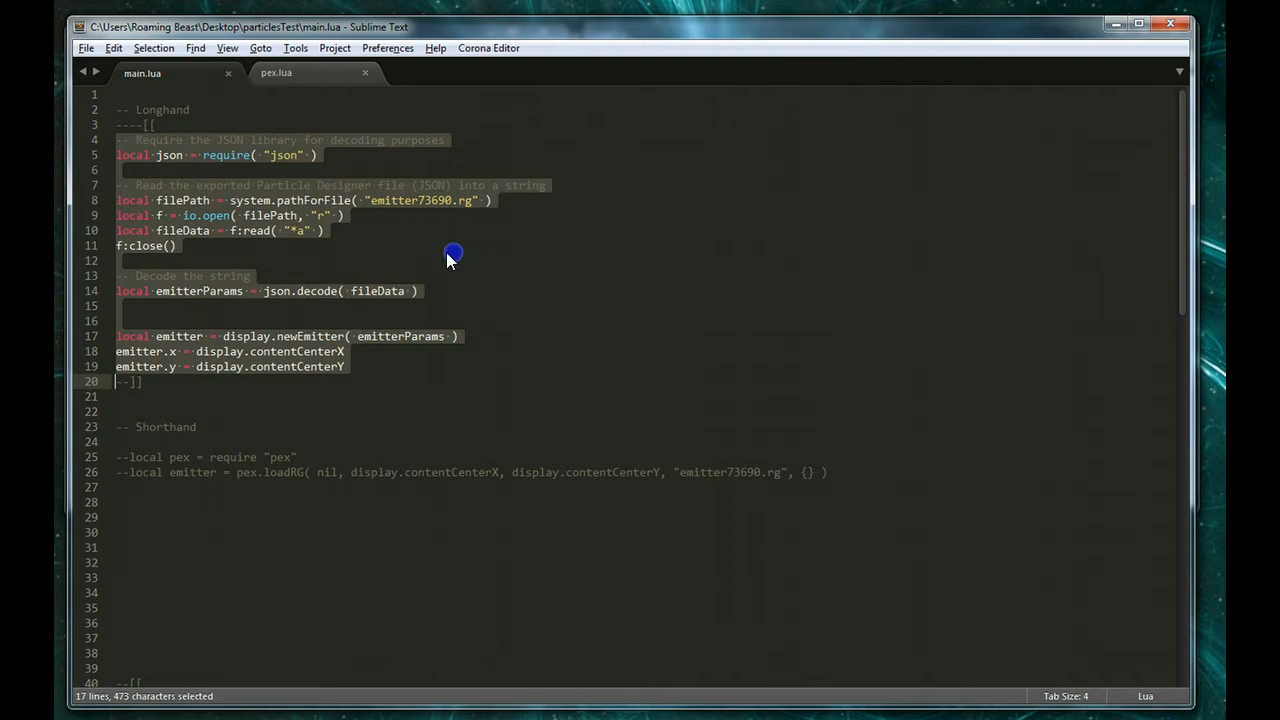 C:\Users\Roaming Beast\Desktop\particlesTest\main.lua - Sublime Text
File Edit Selection Find View Goto Tools Project Preferences Help Corona Editor
main.lua × pex.lua ×
1
2 -- Longhand
3 ----[[
4 -- Require the JSON library for decoding purposes
5 local json = require( "json" )
6
7 -- Read the exported Particle Designer file (JSON) into a string
8 local filePath = system.pathForFile( "emitter73690.rg" )
9 local f = io.open( filePath, "r" )
10 local fileData = f:read( "*a" )
11 f:close()
12
13 -- Decode the string
14 local emitterParams = json.decode( fileData )
15
16
17 local emitter = display.newEmitter( emitterParams )
18 emitter.x = display.contentCenterX
19 emitter.y = display.contentCenterY
20 --]]
21
22
23 -- Shorthand
24
25 --local pex = require "pex"
26 --local emitter = pex.loadRG( nil, display.contentCenterX, display.contentCenterY, "emitter73690.rg", {} )
27
28
29
30
31
32
33
34
35
36
37
38
39
40 --[[
17 lines, 473 characters selected Tab Size: 4 Lua